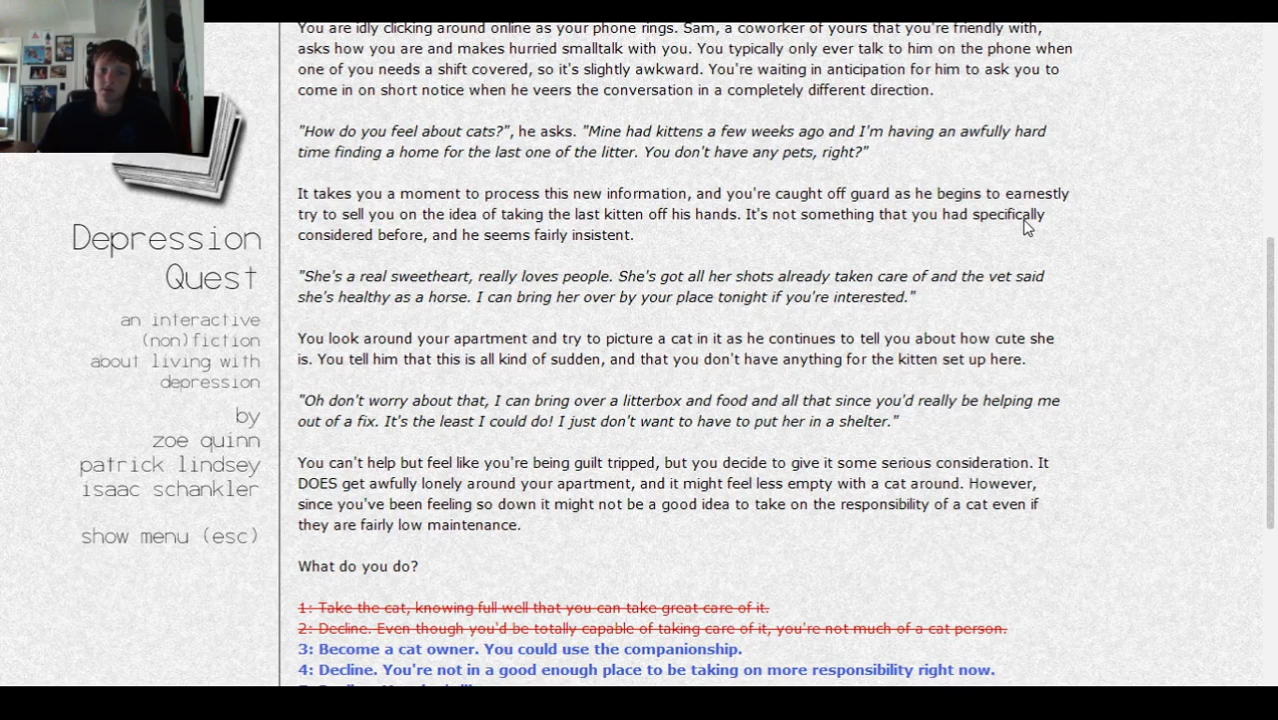 You are idly clicking around online as your phone rings. Sam, a coworker of yours that you're friendly with,
asks how you are and makes hurried smalltalk with you. You typically only ever talk to him on the phone when
one of you needs a shift covered, so it's slightly awkward. You're waiting in anticipation for him to ask you to
come in on short notice when he veers the conversation in a completely different direction.
"How do you feel about cats?", he asks. "Mine had kittens a few weeks ago and I'm having an awfully hard
time finding a home for the last one of the litter. You don't have any pets, right?"
It takes you a moment to process this new information, and you're caught off guard as he begins to earnestly
try to sell you on the idea of taking the last kitten off his hands. It's not something that you had specifically
considered before, and he seems fairly insistent.
"She's a real sweetheart, really loves people. She's got all her shots already taken care of and the vet said
she's healthy as a horse. I can bring her over by your place tonight if you're interested."
You look around your apartment and try to picture a cat in it as he continues to tell you about how cute she
is. You tell him that this is all kind of sudden, and that you don't have anything for the kitten set up here.
"Oh don't worry about that, I can bring over a litterbox and food and all that since you'd really be helping me
out of a fix. It's the least I could do! I just don't want to have to put her in a shelter."
You can't help but feel like you're being guilt tripped, but you decide to give it some serious consideration. It
DOES get awfully lonely around your apartment, and it might feel less empty with a cat around. However,
since you've been feeling so down it might not be a good idea to take on the responsibility of a cat even if
they are fairly low maintenance.
What do you do?
1: Take the cat, knowing full well that you can take great care of it.
2: Decline. Even though you'd be totally capable of taking care of it, you're not much of a cat person.
3: Become a cat owner. You could use the companionship.
4: Decline. You're not in a good enough place to be taking on more responsibility right now.
Depression
Quest
an interactive
(non)fiction
about living with
depression
by
zoe quinn
patrick lindsey
isaac schankler
show menu (esc)